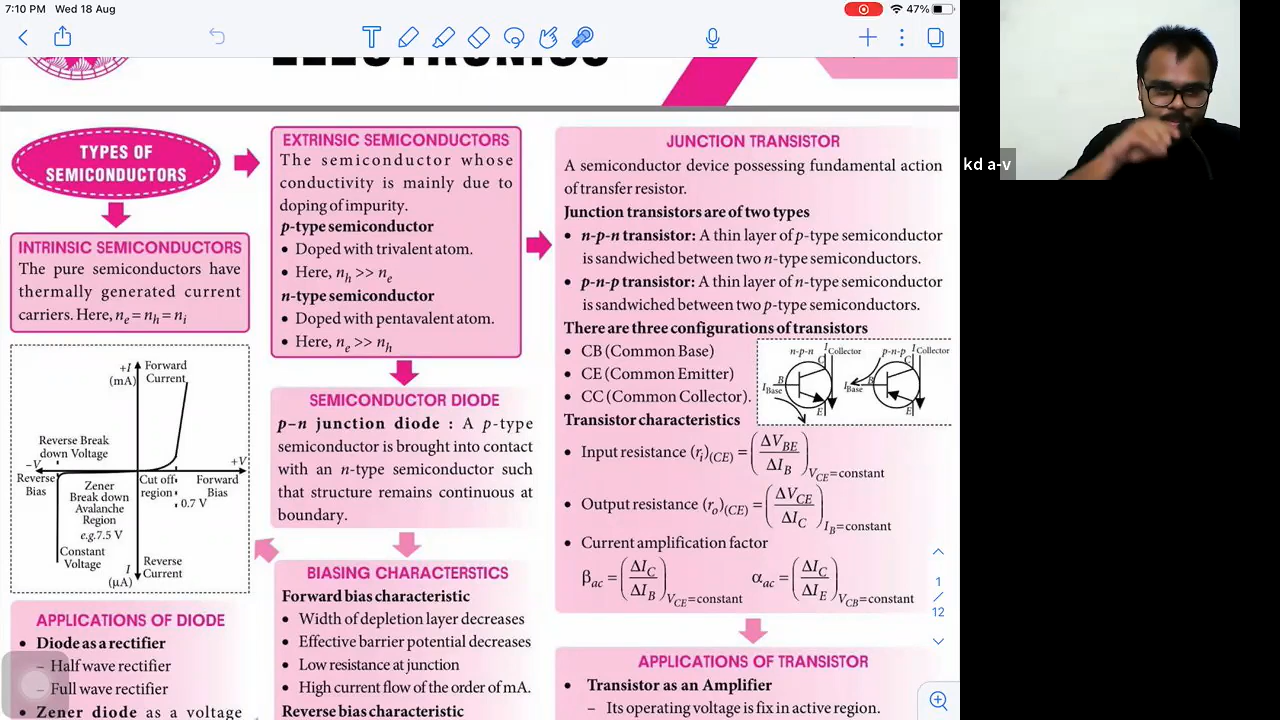 7:10 PM Wed 18 Aug
47%
ELECTRONICS
TYPES OF
SEMICONDUCTORS
INTRINSIC SEMICONDUCTORS
The pure semiconductors have
thermally generated current
carriers. Here, nₑ = nₕ = nᵢ
+I
(mA)
Forward
Current
Reverse Break
down Voltage
–V
+V
Reverse
Bias
Zener
Break down
Avalanche
Region
e.g.7.5 V
Cut off
region
Forward
Bias
0.7 V
Constant
Voltage
I
(μA)
Reverse
Current
APPLICATIONS OF DIODE
• Diode as a rectifier
– Half wave rectifier
– Full wave rectifier
• Zener diode as a voltage
EXTRINSIC SEMICONDUCTORS
The semiconductor whose
conductivity is mainly due to
doping of impurity.
p-type semiconductor
• Doped with trivalent atom.
• Here, nₕ >> nₑ
n-type semiconductor
• Doped with pentavalent atom.
• Here, nₑ >> nₕ
SEMICONDUCTOR DIODE
p–n junction diode : A p-type
semiconductor is brought into contact
with an n-type semiconductor such
that structure remains continuous at
boundary.
BIASING CHARACTERSTICS
Forward bias characteristic
• Width of depletion layer decreases
• Effective barrier potential decreases
• Low resistance at junction
• High current flow of the order of mA.
Reverse bias characteristic
JUNCTION TRANSISTOR
A semiconductor device possessing fundamental action
of transfer resistor.
Junction transistors are of two types
• n-p-n transistor: A thin layer of p-type semiconductor
is sandwiched between two n-type semiconductors.
• p-n-p transistor: A thin layer of n-type semiconductor
is sandwiched between two p-type semiconductors.
There are three configurations of transistors
• CB (Common Base)
• CE (Common Emitter)
• CC (Common Collector).
n-p-n I Collector p-n-p I Collector
C C
B B
I Base I Base
E E
Transistor characteristics
• Input resistance (rᵢ)(CE) = (ΔV_BE / ΔI_B) V_CE = constant
• Output resistance (rₒ)(CE) = (ΔV_CE / ΔI_C) I_B = constant
• Current amplification factor
β_ac = (ΔI_C / ΔI_B) V_CE = constant α_ac = (ΔI_C / ΔI_E) V_CB = constant
APPLICATIONS OF TRANSISTOR
• Transistor as an Amplifier
– Its operating voltage is fix in active region.
1
/
12
kd a-v